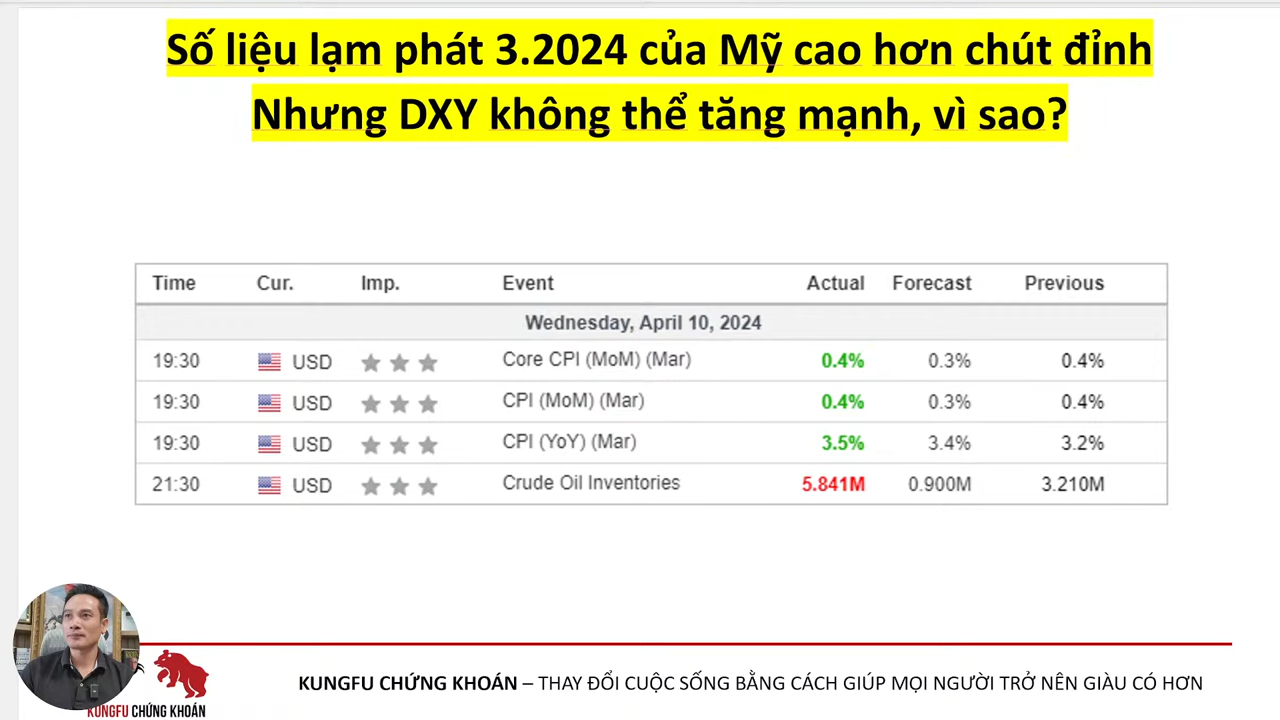 Số liệu lạm phát 3.2024 của Mỹ cao hơn chút đỉnh
Nhưng DXY không thể tăng mạnh, vì sao?
Time Cur. Imp. Event Actual Forecast Previous
Wednesday, April 10, 2024
19:30 USD Core CPI (MoM) (Mar) 0.4% 0.3% 0.4%
19:30 USD CPI (MoM) (Mar) 0.4% 0.3% 0.4%
19:30 USD CPI (YoY) (Mar) 3.5% 3.4% 3.2%
21:30 USD Crude Oil Inventories 5.841M 0.900M 3.210M
KUNGFU CHỨNG KHOÁN – THAY ĐỔI CUỘC SỐNG BẰNG CÁCH GIÚP MỌI NGƯỜI TRỞ NÊN GIÀU CÓ HƠN
KUNGFU CHỨNG KHOÁN